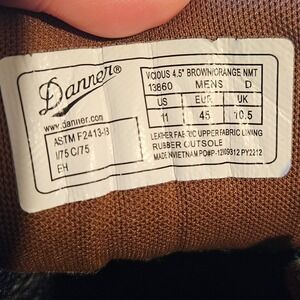 Danner®
www.danner.com
ASTM F2413-18
I/75 C/75
EH
VICIOUS 4.5" BROWN/ORANGE NMT
13860 MENS D
US EUR UK
11 45 10.5
LEATHER FABRIC UPPER FABRIC LINING
RUBBER OUTSOLE
MADE IN VIETNAM PO#P-12609312 PY2212